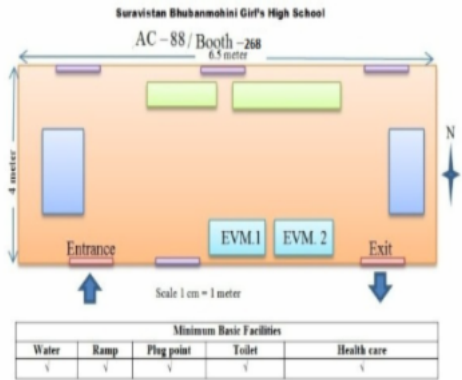 Suravistan Bhubanmohini Girl's High School
AC – 88 / Booth –268
6.5 meter
4 meter
N
EVM.1 EVM. 2
Entrance Exit
Scale 1 cm = 1 meter
Minimum Basic Facilities
Water Ramp Plug point Toilet Health care
√ √ √ √ √